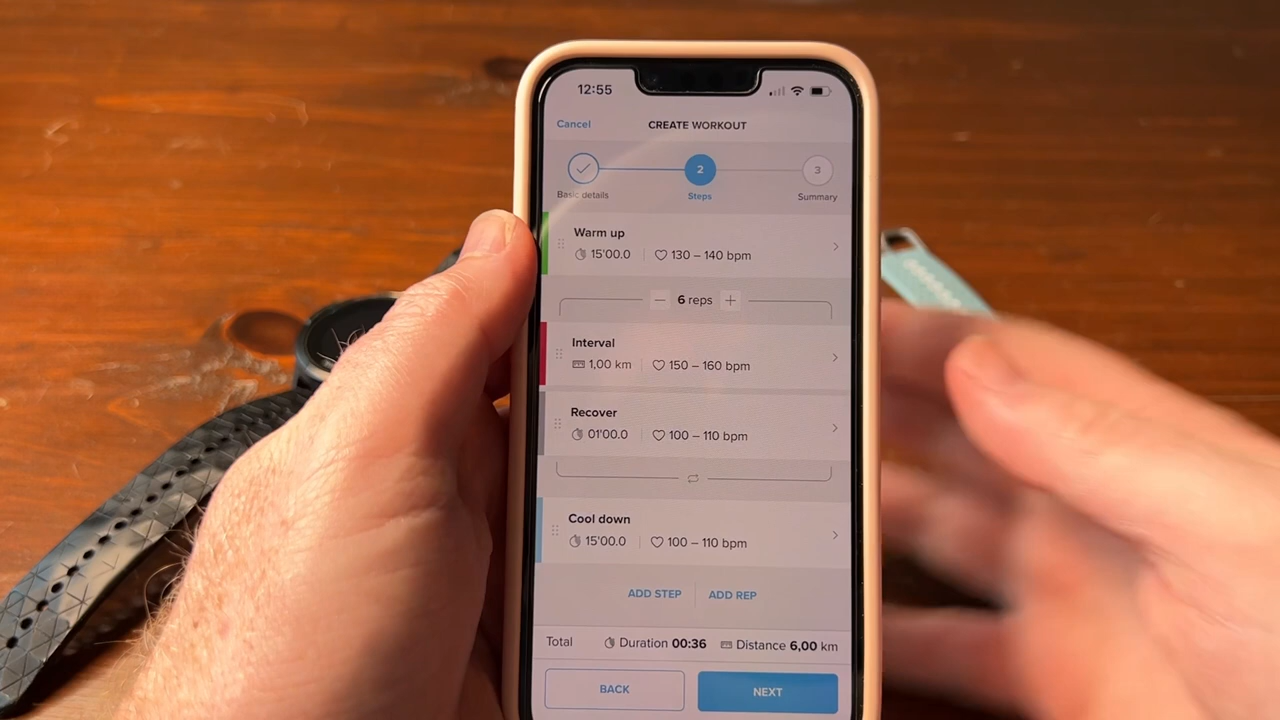 12:55
Cancel CREATE WORKOUT
2 3
Basic details Steps Summary
Warm up
15'00.0 130 – 140 bpm
6 reps
Interval
1,00 km 150 – 160 bpm
Recover
01'00.0 100 – 110 bpm
Cool down
15'00.0 100 – 110 bpm
ADD STEP ADD REP
Total Duration 00:36 Distance 6,00 km
BACK NEXT